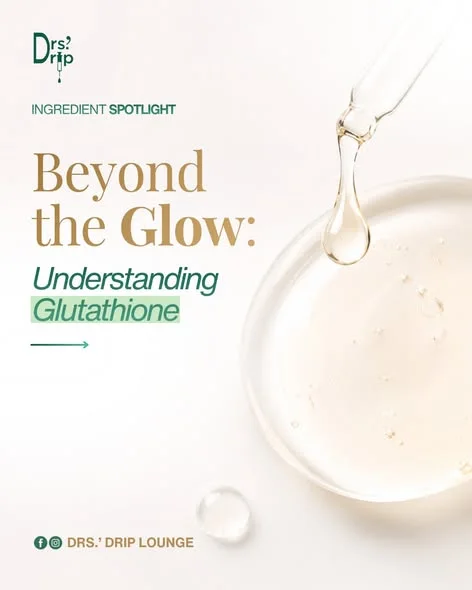 Drs.'
Drip
INGREDIENT SPOTLIGHT
Beyond
the Glow:
Understanding
Glutathione
DRS.' DRIP LOUNGE